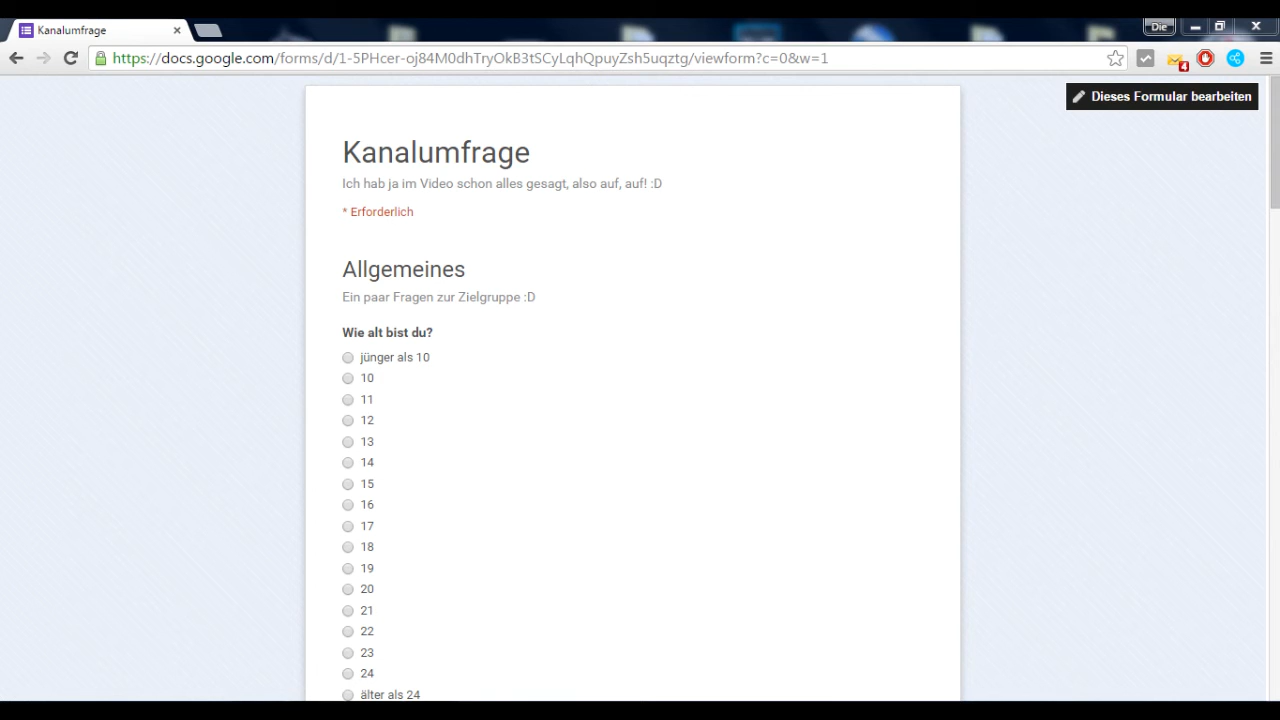 Kanalumfrage
Die
https://docs.google.com/forms/d/1-5PHcer-oj84M0dhTryOkB3tsCyLqhQpuyZsh5uqztg/viewform?c=0&w=1
4
Dieses Formular bearbeiten
Kanalumfrage
Ich hab ja im Video schon alles gesagt, also auf, auf! :D
* Erforderlich
Allgemeines
Ein paar Fragen zur Zielgruppe :D
Wie alt bist du?
jünger als 10
10
11
12
13
14
15
16
17
18
19
20
21
22
23
24
älter als 24